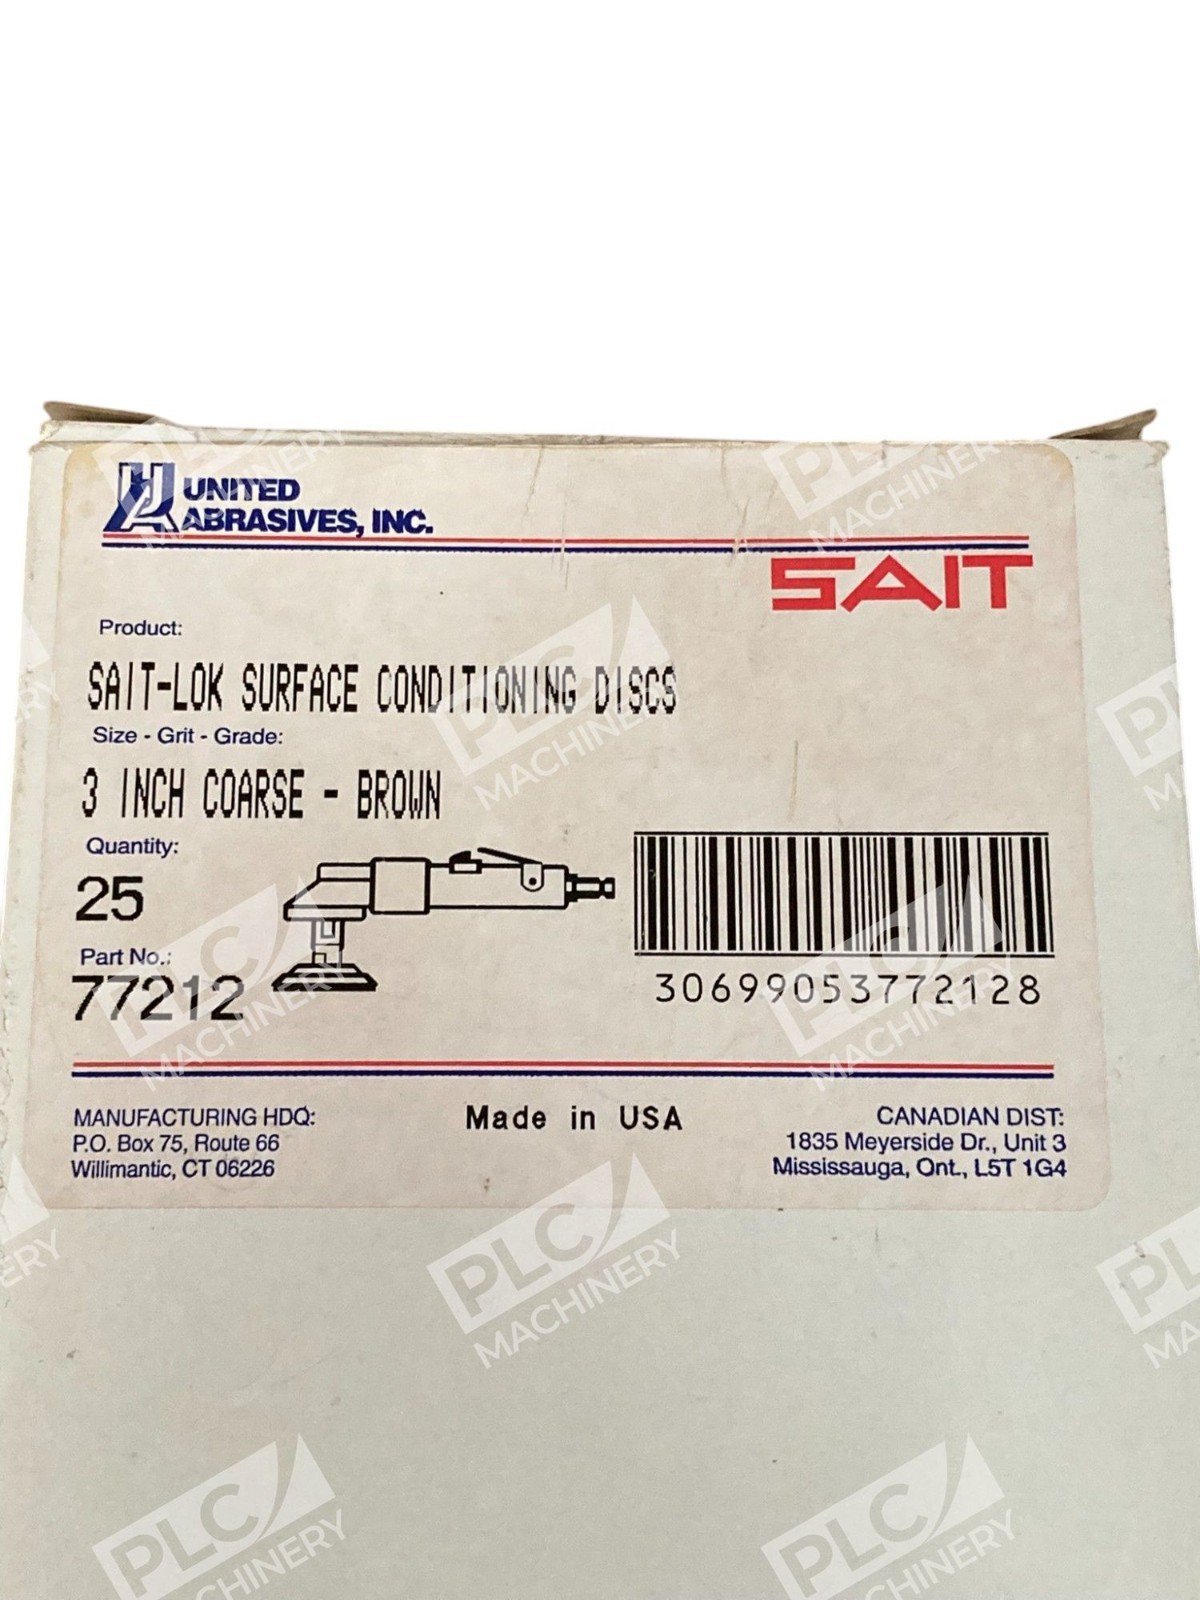 UNITED
ABRASIVES, INC.
SAIT
Product:
SAIT-LOK SURFACE CONDITIONING DISCS
Size - Grit - Grade:
3 INCH COARSE - BROWN
Quantity:
25
Part No.:
77212
30699053772128
MANUFACTURING HDQ:
P.O. Box 75, Route 66
Willimantic, CT 06226
Made in USA
CANADIAN DIST:
1835 Meyerside Dr., Unit 3
Mississauga, Ont., L5T 1G4
PLC
MACHINERY